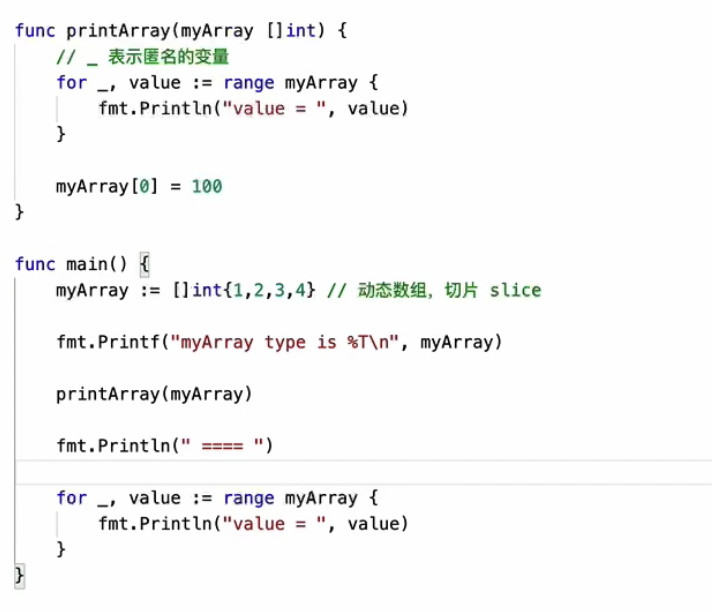 func printArray(myArray []int) {
    // _ 表示匿名的变量
    for _, value := range myArray {
        fmt.Println("value = ", value)
    }

    myArray[0] = 100
}

func main() {
    myArray := []int{1,2,3,4} // 动态数组，切片 slice

    fmt.Printf("myArray type is %T\n", myArray)

    printArray(myArray)

    fmt.Println(" ==== ")

    for _, value := range myArray {
        fmt.Println("value = ", value)
    }
}